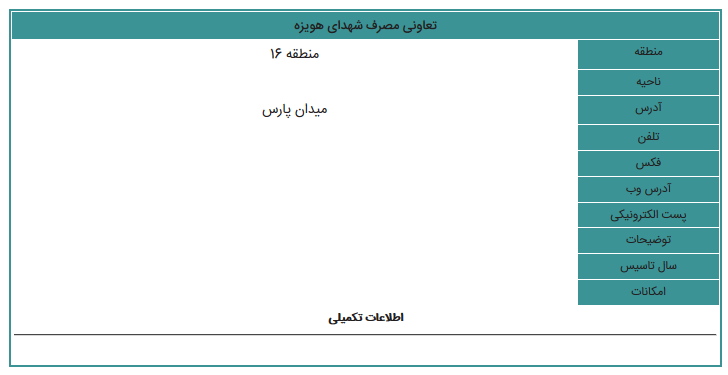 تعاونی مصرف شهدای هویزه
منطقه منطقه ۱۶
ناحیه
آدرس میدان پارس
تلفن
فکس
آدرس وب
پست الکترونیکی
توضیحات
سال تاسیس
امکانات
اطلاعات تکمیلی